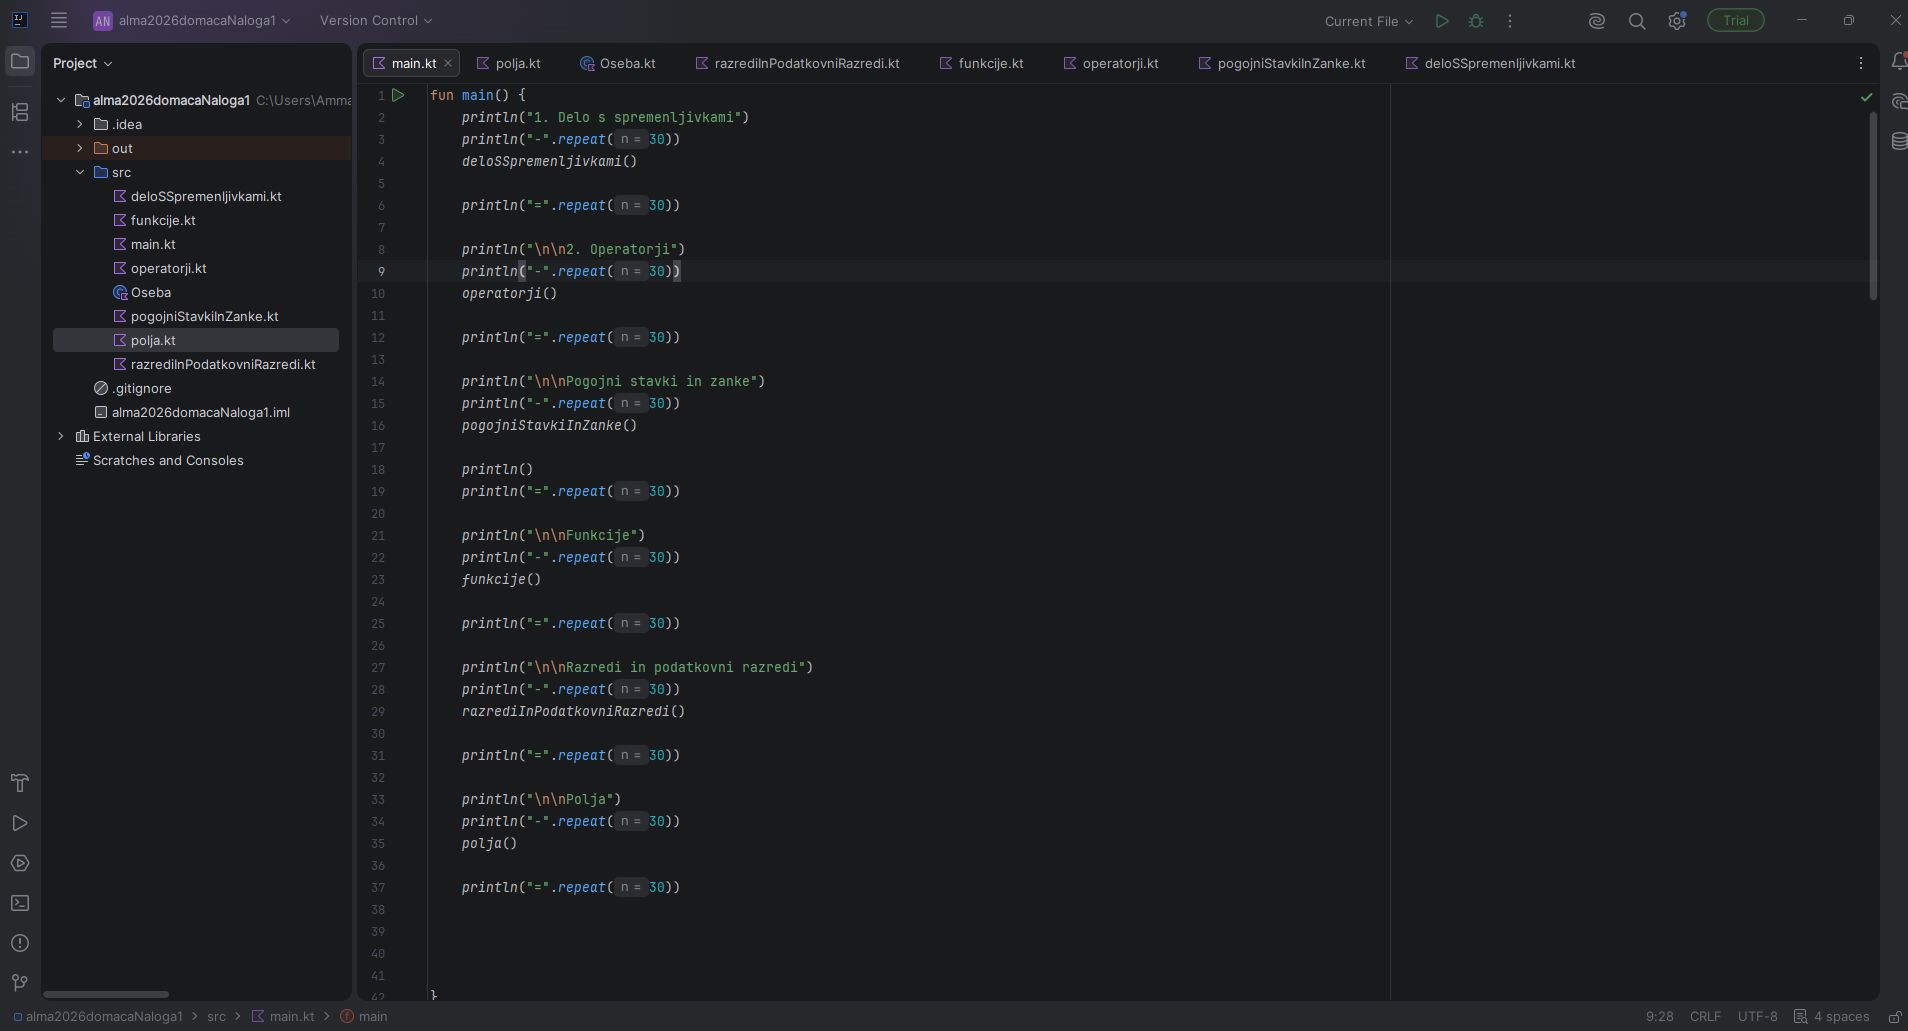 AN alma2026domacaNaloga1 Version Control Current File Trial
Project
main.kt polja.kt Oseba.kt razrediInPodatkovniRazredi.kt funkcije.kt operatorji.kt pogojniStavkiInZanke.kt deloSSpremenljivkami.kt
alma2026domacaNaloga1 C:\Users\Amma
.idea
out
src
deloSSpremenljivkami.kt
funkcije.kt
main.kt
operatorji.kt
Oseba
pogojniStavkiInZanke.kt
polja.kt
razrediInPodatkovniRazredi.kt
.gitignore
alma2026domacaNaloga1.iml
External Libraries
Scratches and Consoles
1 fun main() {
2 println("1. Delo s spremenljivkami")
3 println("-".repeat( n = 30))
4 deloSSpremenljivkami()
5
6 println("=".repeat( n = 30))
7
8 println("\n\n2. Operatorji")
9 println("-".repeat( n = 30))
10 operatorji()
11
12 println("=".repeat( n = 30))
13
14 println("\n\nPogojni stavki in zanke")
15 println("-".repeat( n = 30))
16 pogojniStavkiInZanke()
17
18 println()
19 println("=".repeat( n = 30))
20
21 println("\n\nFunkcije")
22 println("-".repeat( n = 30))
23 funkcije()
24
25 println("=".repeat( n = 30))
26
27 println("\n\nRazredi in podatkovni razredi")
28 println("-".repeat( n = 30))
29 razrediInPodatkovniRazredi()
30
31 println("=".repeat( n = 30))
32
33 println("\n\nPolja")
34 println("-".repeat( n = 30))
35 polja()
36
37 println("=".repeat( n = 30))
38
39
40
41
42 }
alma2026domacaNaloga1 > src > main.kt > main 9:28 CRLF UTF-8 4 spaces